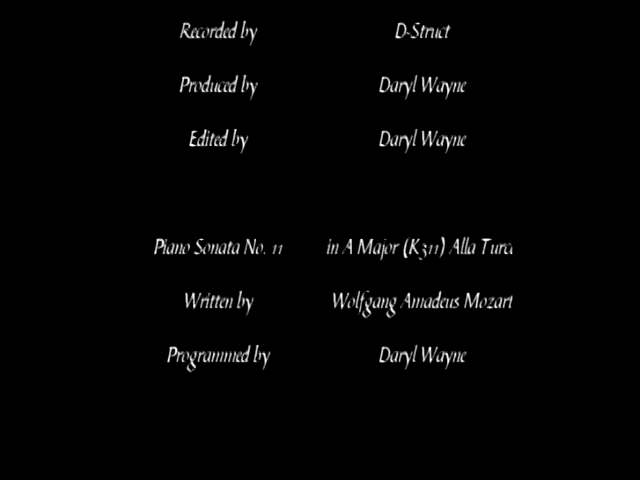 Recorded by D-Struct
Produced by Daryl Wayne
Edited by Daryl Wayne
Piano Sonata No. 11 in A Major (K311) Alla Turca
Written by Wolfgang Amadeus Mozart
Programmed by Daryl Wayne